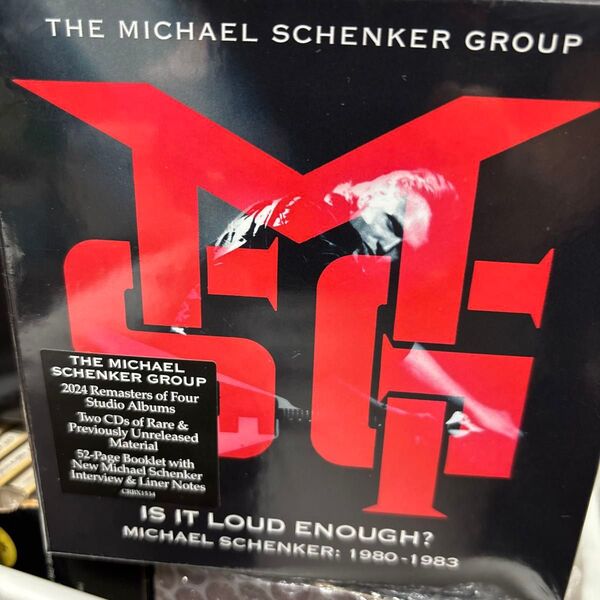 THE MICHAEL SCHENKER GROUP
MSG
THE MICHAEL
SCHENKER GROUP
2024 Remasters of Four
Studio Albums
Two CDs of Rare &
Previously Unreleased
Material
52-Page Booklet with
New Michael Schenker
Interview & Liner Notes
CRBX1534
IS IT LOUD ENOUGH?
MICHAEL SCHENKER: 1980-1983